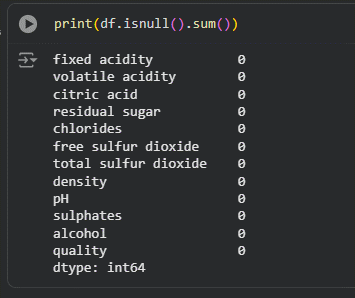 print(df.isnull().sum())
fixed acidity 0
volatile acidity 0
citric acid 0
residual sugar 0
chlorides 0
free sulfur dioxide 0
total sulfur dioxide 0
density 0
pH 0
sulphates 0
alcohol 0
quality 0
dtype: int64